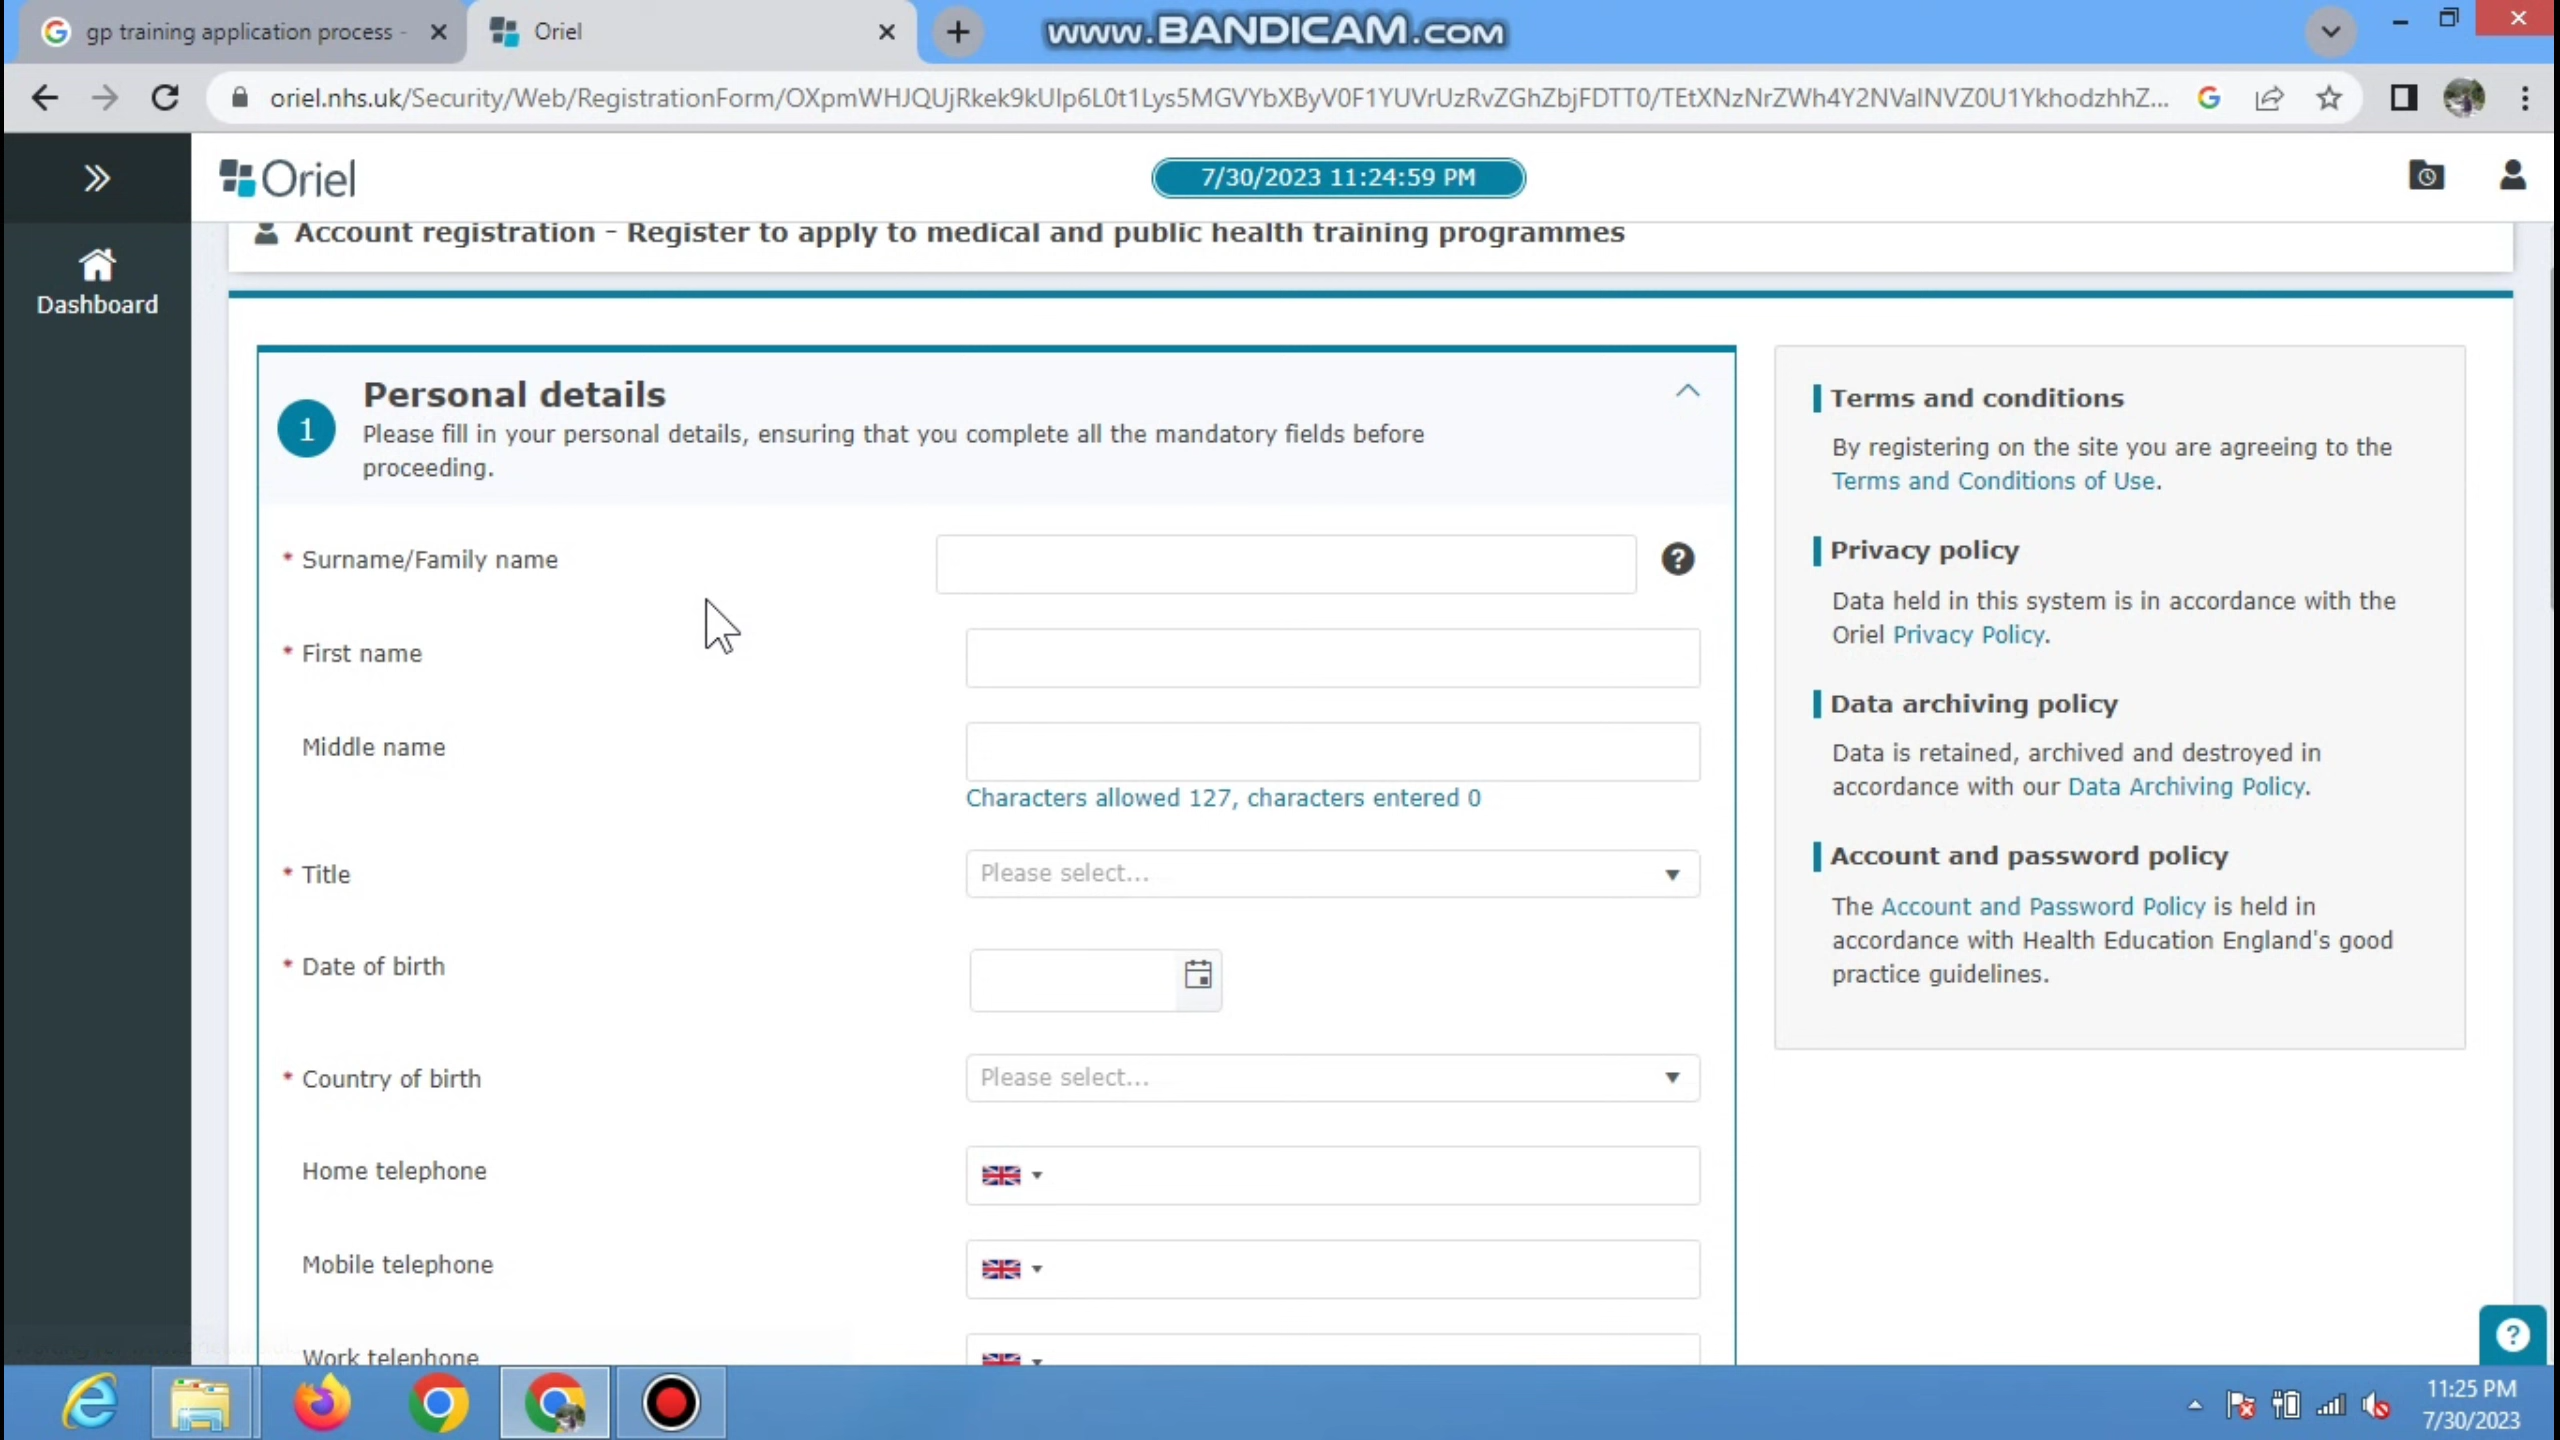 gp training application process -
Oriel
www.BANDICAM.com
oriel.nhs.uk/Security/Web/RegistrationForm/OXpmWHJQUjRkek9kUlp6L0t1Lys5MGVYbXByV0F1YUVrUzRvZGhZbjFDTT0/TEtXNzNrZWh4Y2NValNVZ0U1YkhodzhhZ...
Oriel
7/30/2023 11:24:59 PM
Dashboard
Account registration - Register to apply to medical and public health training programmes
1
Personal details
Please fill in your personal details, ensuring that you complete all the mandatory fields before
proceeding.
* Surname/Family name
* First name
Middle name
Characters allowed 127, characters entered 0
* Title
Please select...
* Date of birth
* Country of birth
Please select...
Home telephone
Mobile telephone
Work telephone
Terms and conditions
By registering on the site you are agreeing to the
Terms and Conditions of Use.
Privacy policy
Data held in this system is in accordance with the
Oriel Privacy Policy.
Data archiving policy
Data is retained, archived and destroyed in
accordance with our Data Archiving Policy.
Account and password policy
The Account and Password Policy is held in
accordance with Health Education England's good
practice guidelines.
11:25 PM
7/30/2023